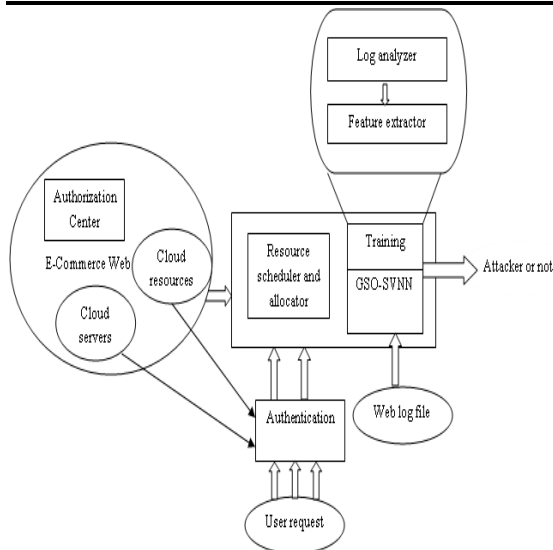 Log analyzer
Feature extractor
Authorization
Center
E-Commerce Web
Cloud
resources
Cloud
servers
Resource
scheduler and
allocator
Training
GSO-SVNN
Attacker or not
Authentication
Web log file
User request